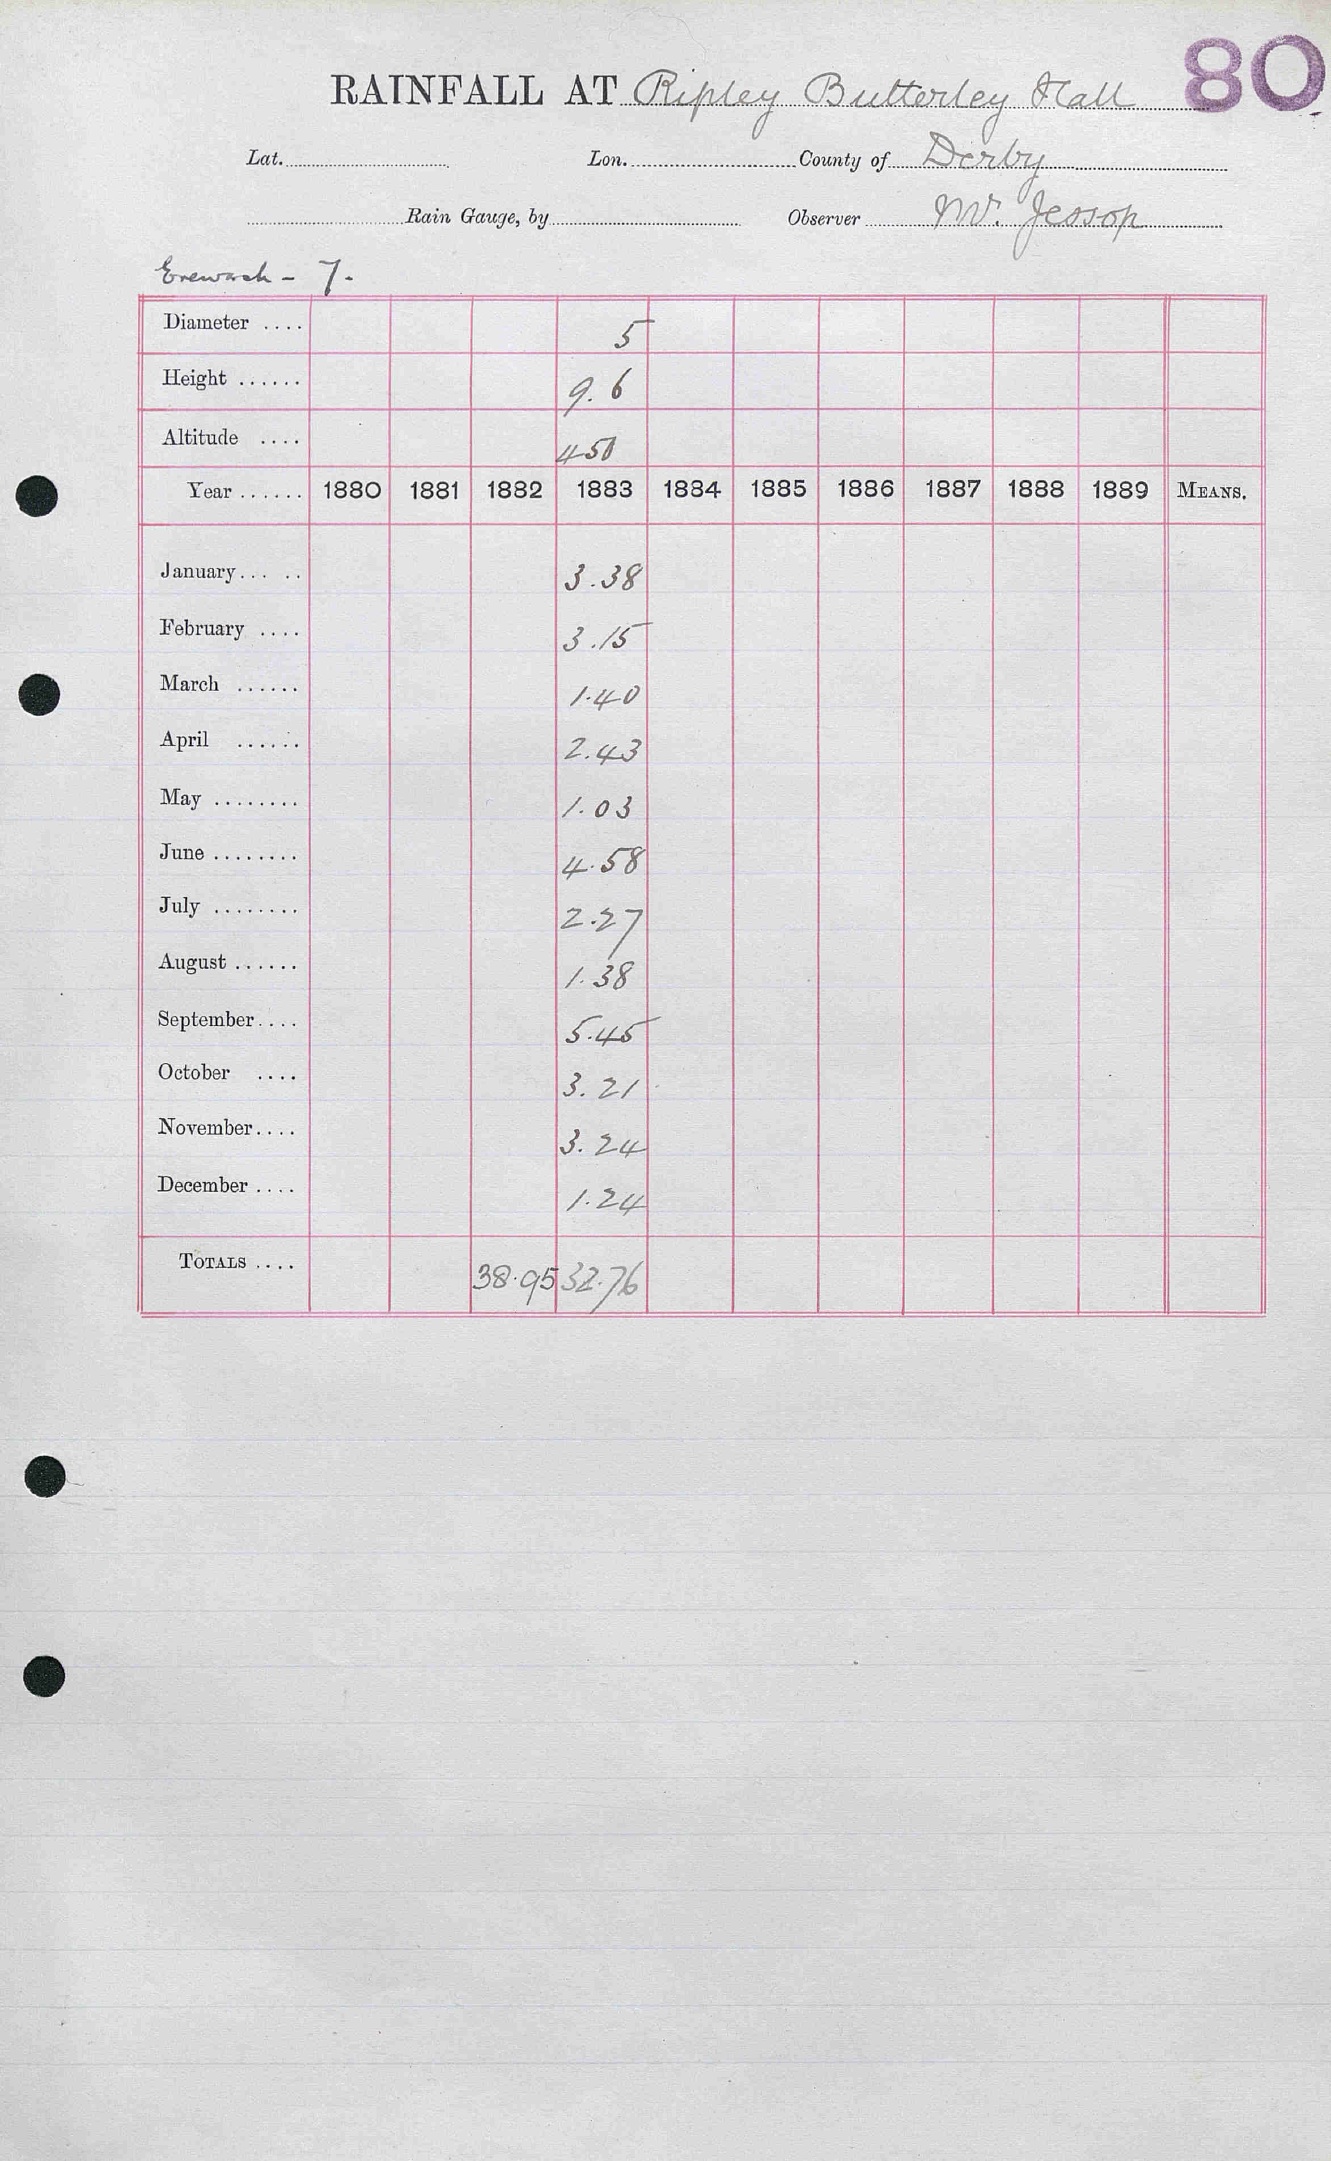 80
RAINFALL AT Ripley Butterley Hall
Lat. Lon. County of Derby
Rain Gauge, by Observer Mr. Jessop
Erewash - 7.
Diameter .... 5
Height ...... 9. 6
Altitude .... 450
Year ...... 1880 1881 1882 1883 1884 1885 1886 1887 1888 1889 MEANS.
January... .. 3.38
February .... 3.15
March ...... 1.40
April ...... 2.43
May ........ 1.03
June ........ 4.58
July ........ 2.27
August ...... 1.38
September.... 5.45
October .... 3.21
November.... 3.24
December .... 1.24
TOTALS .... 38.95 32.76